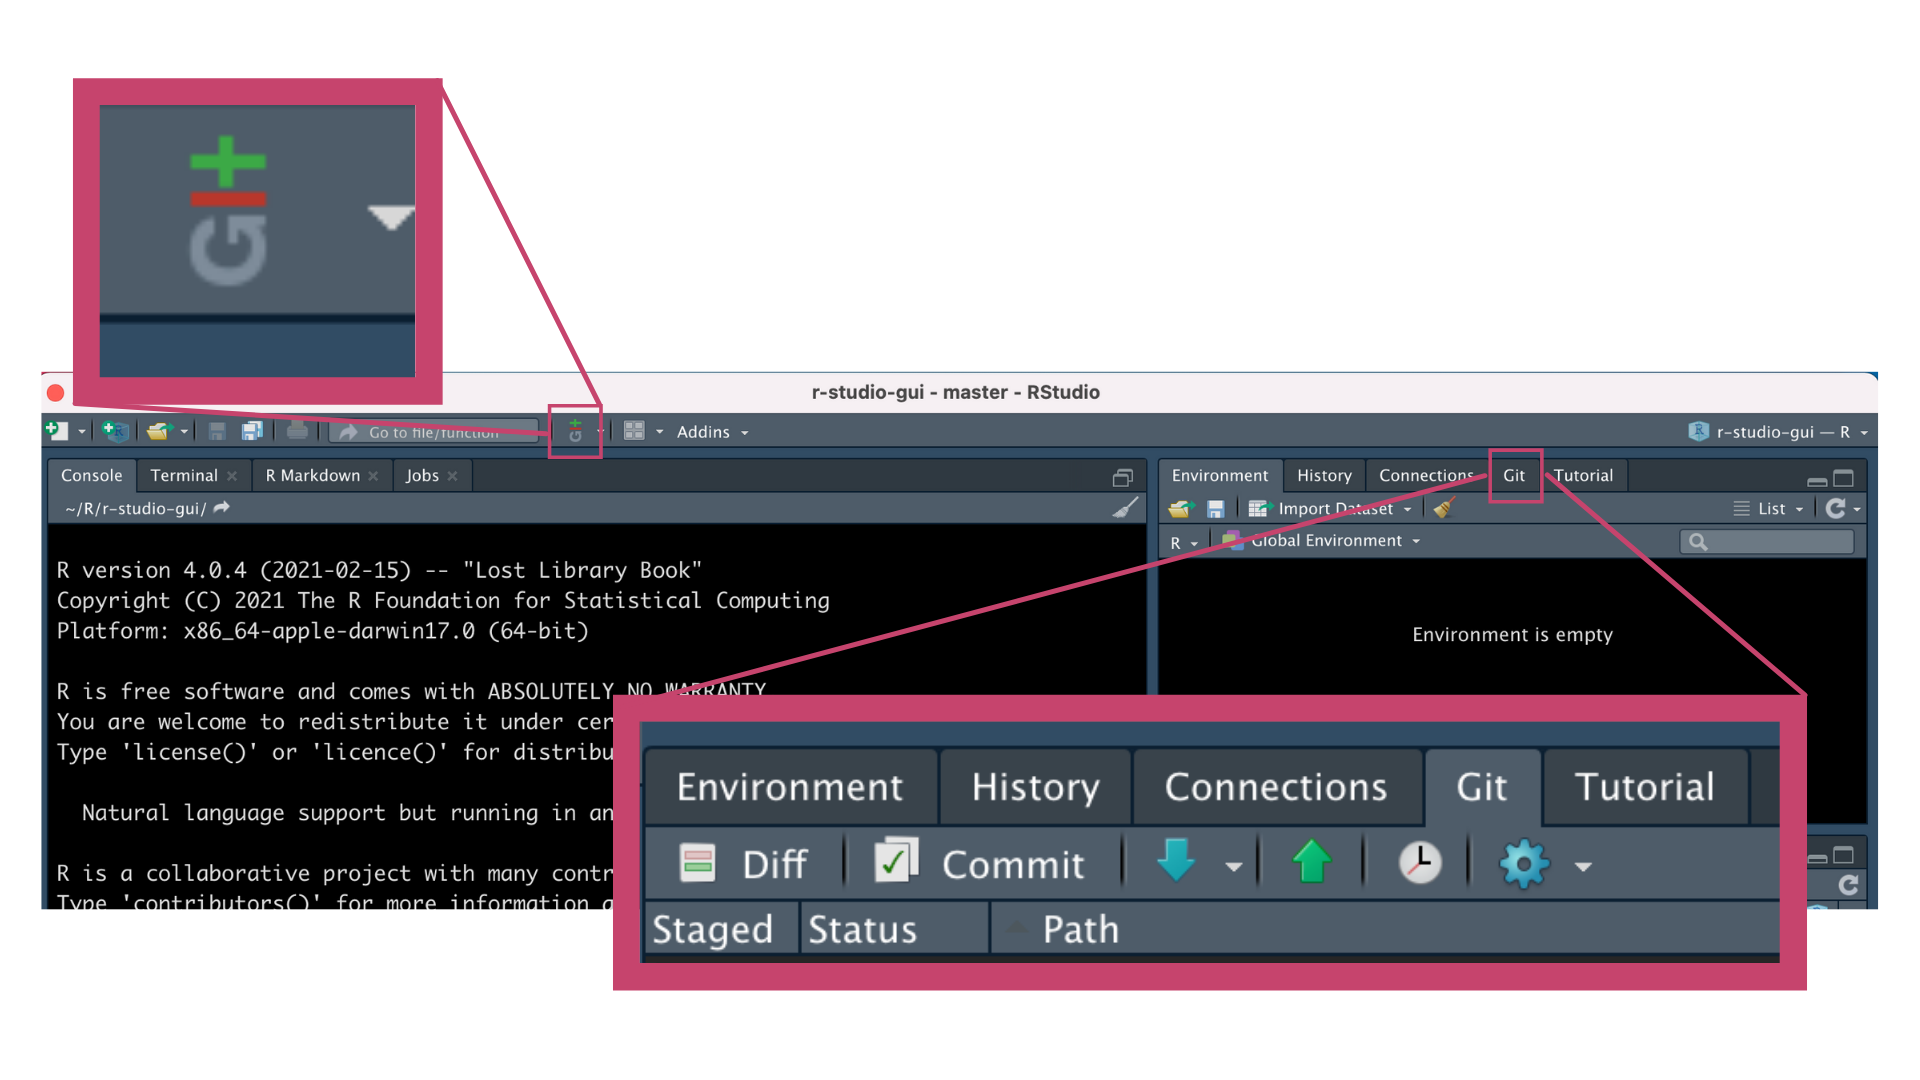 Git
r-studio-gui - master - RStudio
Go to file/function
Git
Addins
r-studio-gui — R
Console
Terminal
R Markdown
Jobs
~/R/r-studio-gui/
R version 4.0.4 (2021-02-15) -- "Lost Library Book"
Copyright (C) 2021 The R Foundation for Statistical Computing
Platform: x86_64-apple-darwin17.0 (64-bit)
R is free software and comes with ABSOLUTELY NO WARRANTY
You are welcome to redistribute it under cer
Type 'license()' or 'licence()' for distribu
Natural language support but running in an
R is a collaborative project with many contr
Type 'contributors()' for more information
Environment
History
Connections
Git
Tutorial
Import Dataset
List
R
Global Environment
Environment is empty
Environment
History
Connections
Git
Tutorial
Diff
Commit
Staged
Status
Path